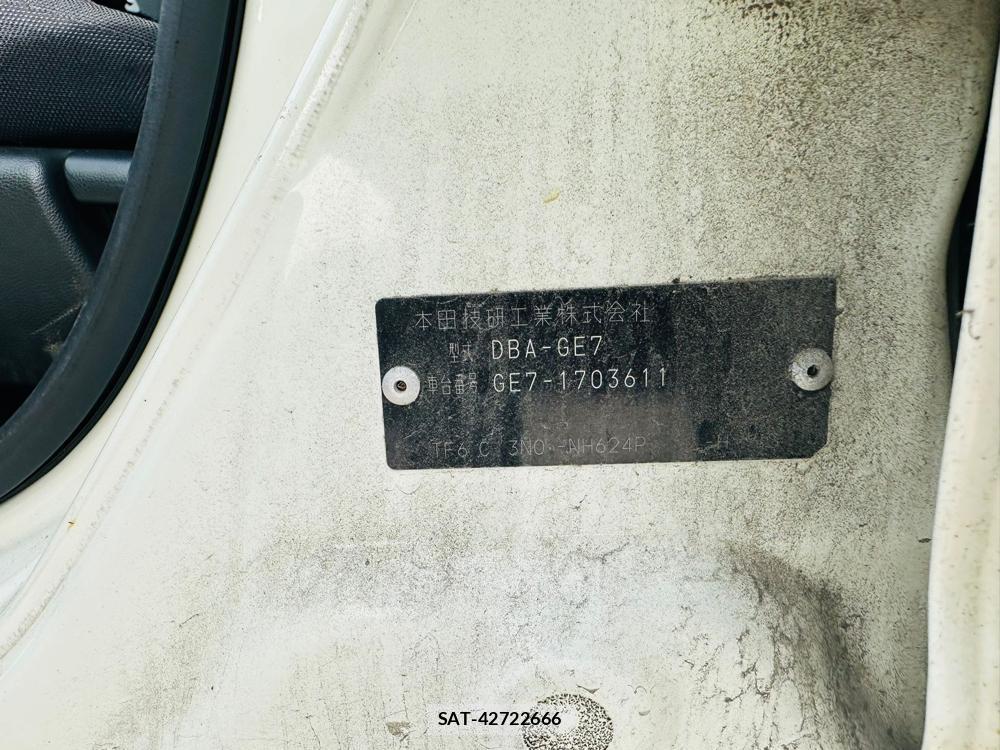 本田技研工業株式会社
型式 DBA-GE7
車台番号 GE7-1703611
TF6 C 3N0 -NH624P -H
SAT-42722666